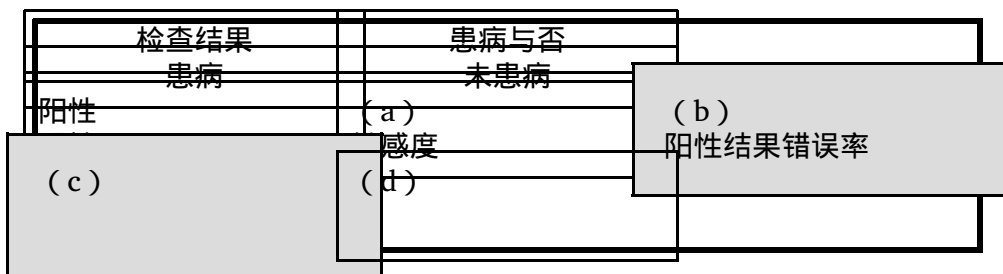 检查结果 患病与否
患病 未患病
阳性 （a） （b）
感度 阳性结果错误率
（c） （d）